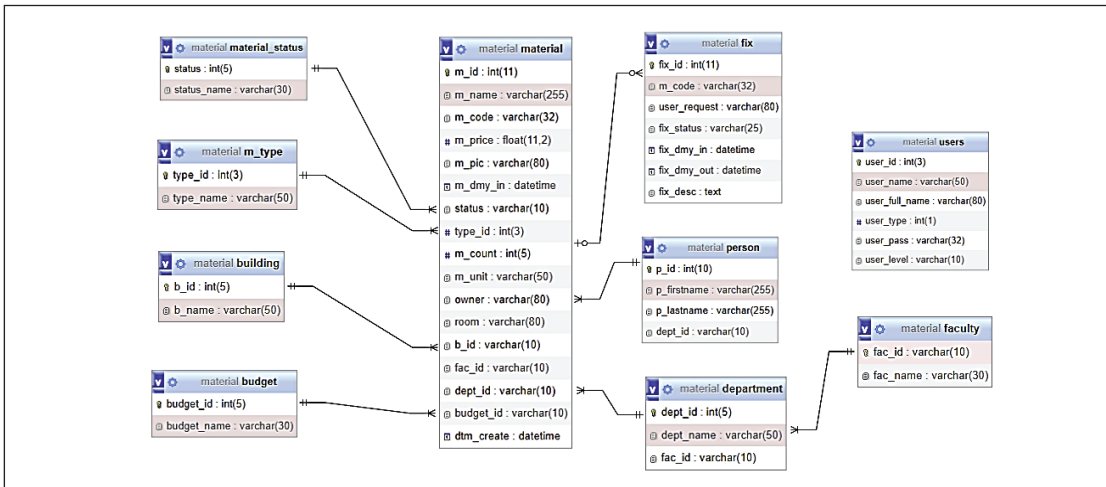 material material_status
status : int(5)
status_name : varchar(30)
material m_type
type_id : int(3)
type_name : varchar(50)
material building
b_id : int(5)
b_name : varchar(50)
material budget
budget_id : int(5)
budget_name : varchar(30)
material material
m_id : int(11)
m_name : varchar(255)
m_code : varchar(32)
m_price : float(11,2)
m_pic : varchar(80)
m_dmy_in : datetime
status : varchar(10)
type_id : int(3)
m_count : int(5)
m_unit : varchar(50)
owner : varchar(80)
room : varchar(80)
b_id : varchar(10)
fac_id : varchar(10)
dept_id : varchar(10)
budget_id : varchar(10)
dtm_create : datetime
material fix
fix_id : int(11)
m_code : varchar(32)
user_request : varchar(80)
fix_status : varchar(25)
fix_dmy_in : datetime
fix_dmy_out : datetime
fix_desc : text
material person
p_id : int(10)
p_firstname : varchar(255)
p_lastname : varchar(255)
dept_id : varchar(10)
material department
dept_id : int(5)
dept_name : varchar(50)
fac_id : varchar(10)
material users
user_id : int(3)
user_name : varchar(50)
user_full_name : varchar(80)
user_type : int(1)
user_pass : varchar(32)
user_level : varchar(10)
material faculty
fac_id : varchar(10)
fac_name : varchar(30)